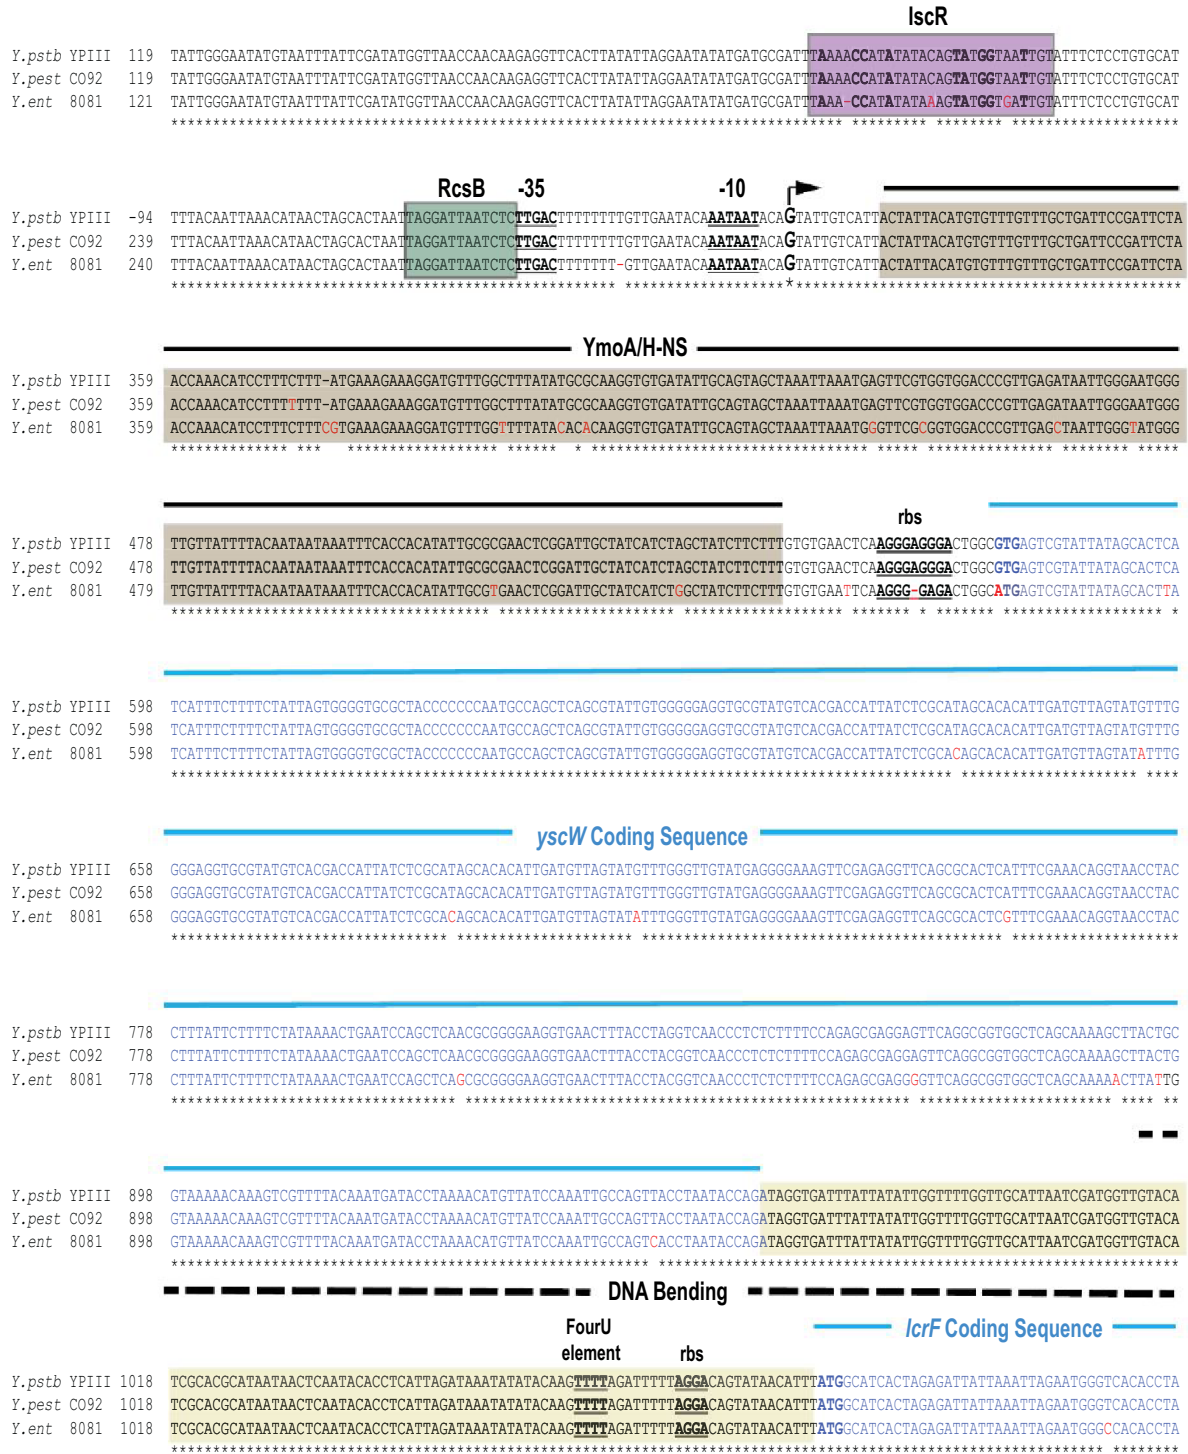 IscR
Y.pstb YPIII 119 TATTGGGAATATGTAATTTATTCGATATGGTTAACCAACAAGAGGTTCACTTATATTAGGAATATATGATGCGATTTAAAACCATATATACAGTATGGTAATTGTATTTCTCCTGTGCAT
Y.pest CO92 119 TATTGGGAATATGTAATTTATTCGATATGGTTAACCAACAAGAGGTTCACTTATATTAGGAATATATGATGCGATTTAAAACCATATATACAGTATGGTAATTGTATTTCTCCTGTGCAT
Y.ent 8081 121 TATTGGGAATATGTAATTTATTCGATATGGTTAACCAACAAGAGGTTCACTTATATTAGGAATATATGATGCGATTTAAA-CCATATATAAAGTATGGTGATTGTATTTCTCCTGTGCAT
RcsB -35 -10
Y.pstb YPIII -94 TTTACAATTAAACATAACTAGCACTAATTAGGATTAATCTCTTGACTTTTTTTTGTTGAATACAAATAATACAGTATTGTCATTACTATTACATGTGTTTGTTTGCTGATTCCGATTCTA
Y.pest CO92 239 TTTACAATTAAACATAACTAGCACTAATTAGGATTAATCTCTTGACTTTTTTTTGTTGAATACAAATAATACAGTATTGTCATTACTATTACATGTGTTTGTTTGCTGATTCCGATTCTA
Y.ent 8081 240 TTTACAATTAAACATAACTAGCACTAATTAGGATTAATCTCTTGACTTTTTTT-GTTGAATACAAATAATACAGTATTGTCATTACTATTACATGTGTTTGTTTGCTGATTCCGATTCTA
YmoA/H-NS
Y.pstb YPIII 359 ACCAAACATCCTTTCTTT-ATGAAAGAAAGGATGTTTGGCTTTATATGCGCAAGGTGTGATATTGCAGTAGCTAAATTAAATGAGTTCGTGGTGGACCCGTTGAGATAATTGGGAATGGG
Y.pest CO92 359 ACCAAACATCCTTTTTTT-ATGAAAGAAAGGATGTTTGGCTTTATATGCGCAAGGTGTGATATTGCAGTAGCTAAATTAAATGAGTTCGTGGTGGACCCGTTGAGATAATTGGGAATGGG
Y.ent 8081 359 ACCAAACATCCTTTCTTTCGTGAAAGAAAGGATGTTTGGTTTTATACACACAAGGTGTGATATTGCAGTAGCTAAATTAAATGGGTTCGCGGTGGACCCGTTGAGCTAATTGGGTATGGG
rbs
Y.pstb YPIII 478 TTGTTATTTTACAATAATAAATTTCACCACATATTGCGCGAACTCGGATTGCTATCATCTAGCTATCTTCTTTGTGTGAACTCAAGGGAGGGACTGGCGTGAGTCGTATTATAGCACTCA
Y.pest CO92 478 TTGTTATTTTACAATAATAAATTTCACCACATATTGCGCGAACTCGGATTGCTATCATCTAGCTATCTTCTTTGTGTGAACTCAAGGGAGGGACTGGCGTGAGTCGTATTATAGCACTCA
Y.ent 8081 479 TTGTTATTTTACAATAATAAATTTCACCACATATTGCGTGAACTCGGATTGCTATCATCTGGCTATCTTCTTTGTGTGAATTCAAGGG-GAGACTGGCATGAGTCGTATTATAGCACTTA
Y.pstb YPIII 598 TCATTTCTTTTCTATTAGTGGGGTGCGCTACCCCCCCAATGCCAGCTCAGCGTATTGTGGGGGAGGTGCGTATGTCACGACCATTATCTCGCATAGCACACATTGATGTTAGTATGTTTG
Y.pest CO92 598 TCATTTCTTTTCTATTAGTGGGGTGCGCTACCCCCCCAATGCCAGCTCAGCGTATTGTGGGGGAGGTGCGTATGTCACGACCATTATCTCGCATAGCACACATTGATGTTAGTATGTTTG
Y.ent 8081 598 TCATTTCTTTTCTATTAGTGGGGTGCGCTACCCCCCCAATGCCAGCTCAGCGTATTGTGGGGGAGGTGCGTATGTCACGACCATTATCTCGCACAGCACACATTGATGTTAGTATATTTG
yscW Coding Sequence
Y.pstb YPIII 658 GGGAGGTGCGTATGTCACGACCATTATCTCGCATAGCACACATTGATGTTAGTATGTTTGGGTTGTATGAGGGGAAAGTTCGAGAGGTTCAGCGCACTCATTTCGAAACAGGTAACCTAC
Y.pest CO92 658 GGGAGGTGCGTATGTCACGACCATTATCTCGCATAGCACACATTGATGTTAGTATGTTTGGGTTGTATGAGGGGAAAGTTCGAGAGGTTCAGCGCACTCATTTCGAAACAGGTAACCTAC
Y.ent 8081 658 GGGAGGTGCGTATGTCACGACCATTATCTCGCACAGCACACATTGATGTTAGTATATTTGGGTTGTATGAGGGGAAAGTTCGAGAGGTTCAGCGCACTCGTTTCGAAACAGGTAACCTAC
Y.pstb YPIII 778 CTTTATTCTTTTCTATAAAACTGAATCCAGCTCAACGCGGGGAAGGTGAACTTTACCTAGGTCAACCCTCTCTTTTCCAGAGCGAGGAGTTCAGGCGGTGGCTCAGCAAAAGCTTACTGC
Y.pest CO92 778 CTTTATTCTTTTCTATAAAACTGAATCCAGCTCAACGCGGGGAAGGTGAACTTTACCTACGGTCAACCCTCTCTTTTCCAGAGCGAGGAGTTCAGGCGGTGGCTCAGCAAAAGCTTACTG
Y.ent 8081 778 CTTTATTCTTTTCTATAAAACTGAATCCAGCTCAGCGCGGGGAAGGTGAACTTTACCTACGGTCAACCCTCTCTTTTCCAGAGCGAGGGGTTCAGGCGGTGGCTCAGCAAAAACTTATTG
Y.pstb YPIII 898 GTAAAAACAAAGTCGTTTTACAAATGATACCTAAAACATGTTATCCAAATTGCCAGTTACCTAATACCAGATAGGTGATTTATTATATTGGTTTTGGTTGCATTAATCGATGGTTGTACA
Y.pest CO92 898 GTAAAAACAAAGTCGTTTTACAAATGATACCTAAAACATGTTATCCAAATTGCCAGTTACCTAATACCAGATAGGTGATTTATTATATTGGTTTTGGTTGCATTAATCGATGGTTGTACA
Y.ent 8081 898 GTAAAAACAAAGTCGTTTTACAAATGATACCTAAAACATGTTATCCAAATTGCCAGTCACCTAATACCAGATAGGTGATTTATTATATTGGTTTTGGTTGCATTAATCGATGGTTGTACA
DNA Bending
FourU element rbs lcrF Coding Sequence
Y.pstb YPIII 1018 TCGCACGCATAATAACTCAATACACCTCATTAGATAAATATATACAAGTTTTAGATTTTTAGGACAGTATAACATTTATGGCATCACTAGAGATTATTAAATTAGAATGGGTCACACCTA
Y.pest CO92 1018 TCGCACGCATAATAACTCAATACACCTCATTAGATAAATATATACAAGTTTTAGATTTTTAGGACAGTATAACATTTATGGCATCACTAGAGATTATTAAATTAGAATGGGTCACACCTA
Y.ent 8081 1018 TCGCACGCATAATAACTCAATACACCTCATTAGATAAATATATACAAGTTTTAGATTTTTAGGACAGTATAACATTTATGGCATCACTAGAGATTATTAAATTAGAATGGGCCACACCTA